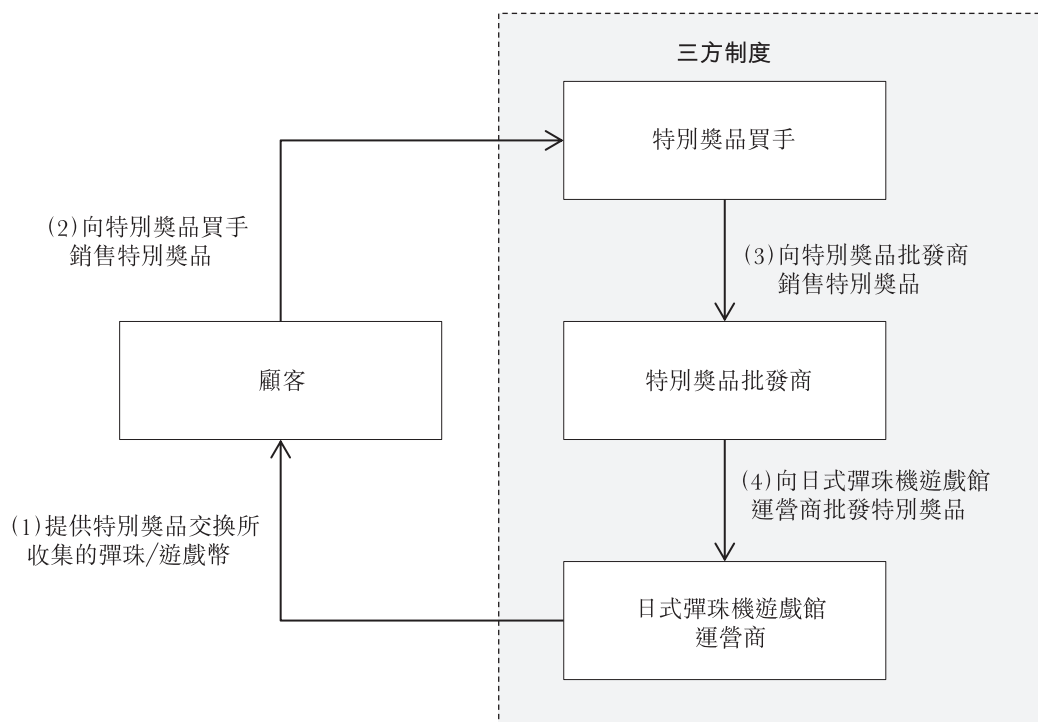 三方制度
特別獎品買手
(2)向特別獎品買手
銷售特別獎品
(3)向特別獎品批發商
銷售特別獎品
顧客
特別獎品批發商
(4)向日式彈珠機遊戲館
運營商批發特別獎品
(1)提供特別獎品交換所
收集的彈珠/遊戲幣
日式彈珠機遊戲館
運營商